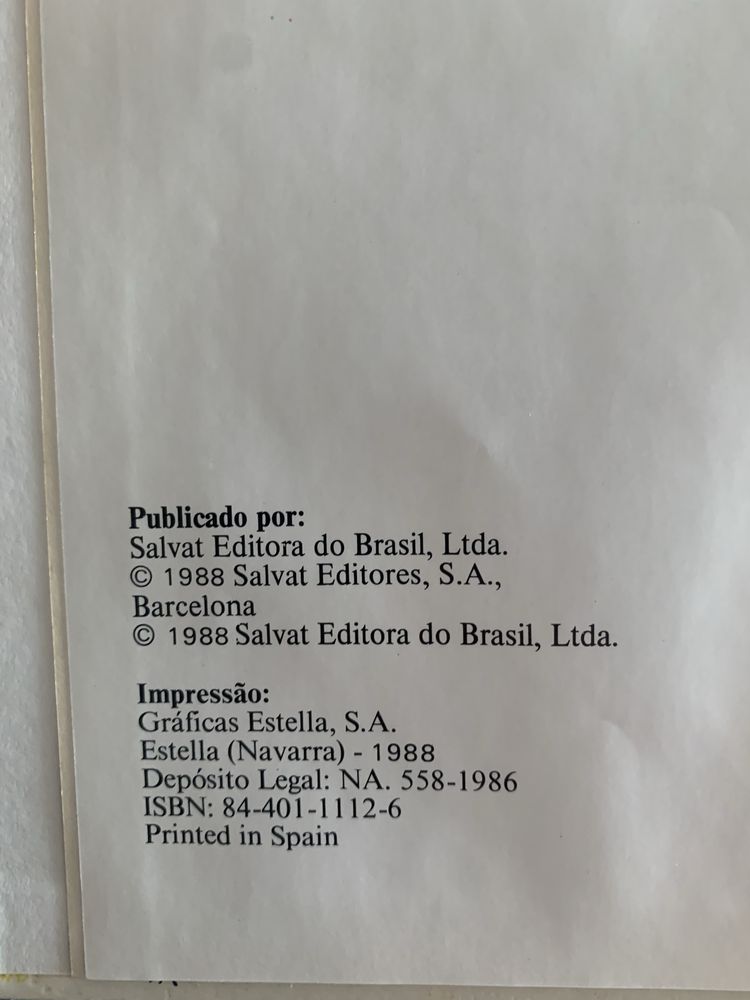 Publicado por:
Salvat Editora do Brasil, Ltda.
© 1988 Salvat Editores, S.A.,
Barcelona
© 1988 Salvat Editora do Brasil, Ltda.
Impressão:
Gráficas Estella, S.A.
Estella (Navarra) - 1988
Depósito Legal: NA. 558-1986
ISBN: 84-401-1112-6
Printed in Spain